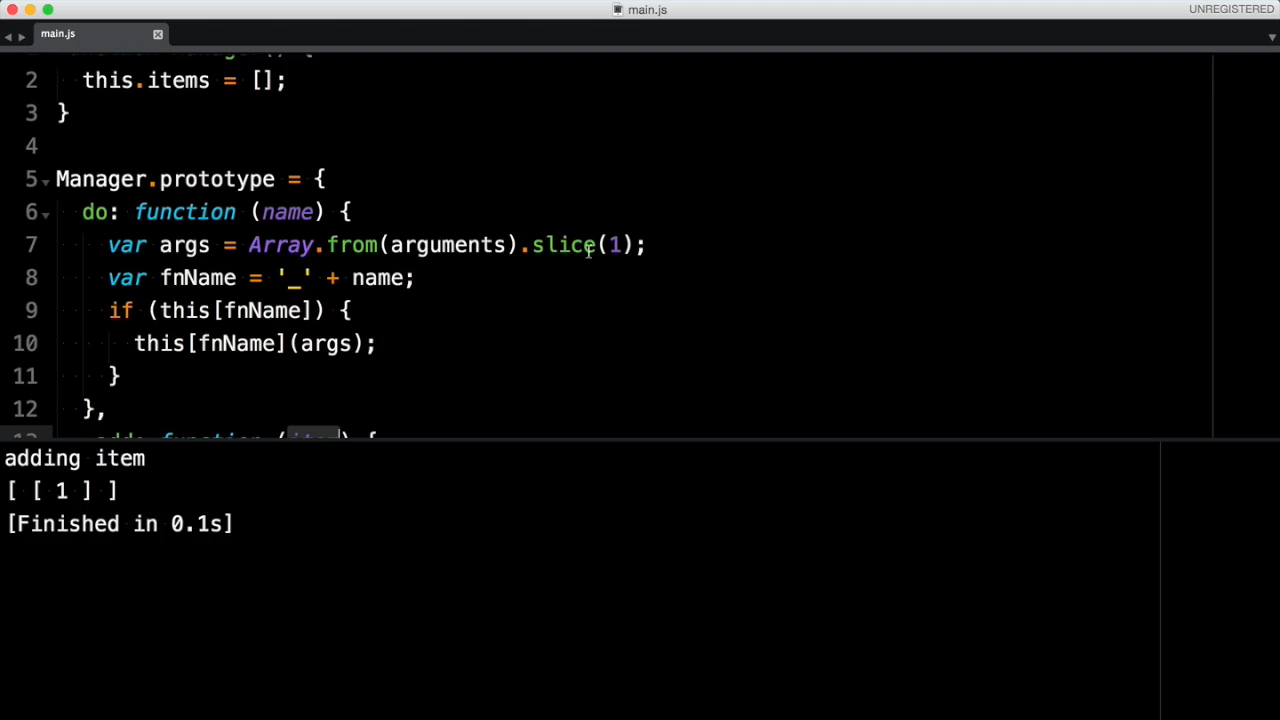 main.js
UNREGISTERED
main.js
2 this.items = [];
3 }
4
5 Manager.prototype = {
6 do: function (name) {
7 var args = Array.from(arguments).slice(1);
8 var fnName = '_' + name;
9 if (this[fnName]) {
10 this[fnName](args);
11 }
12 },
function (item) {
adding item
[ [ 1 ] ]
[Finished in 0.1s]